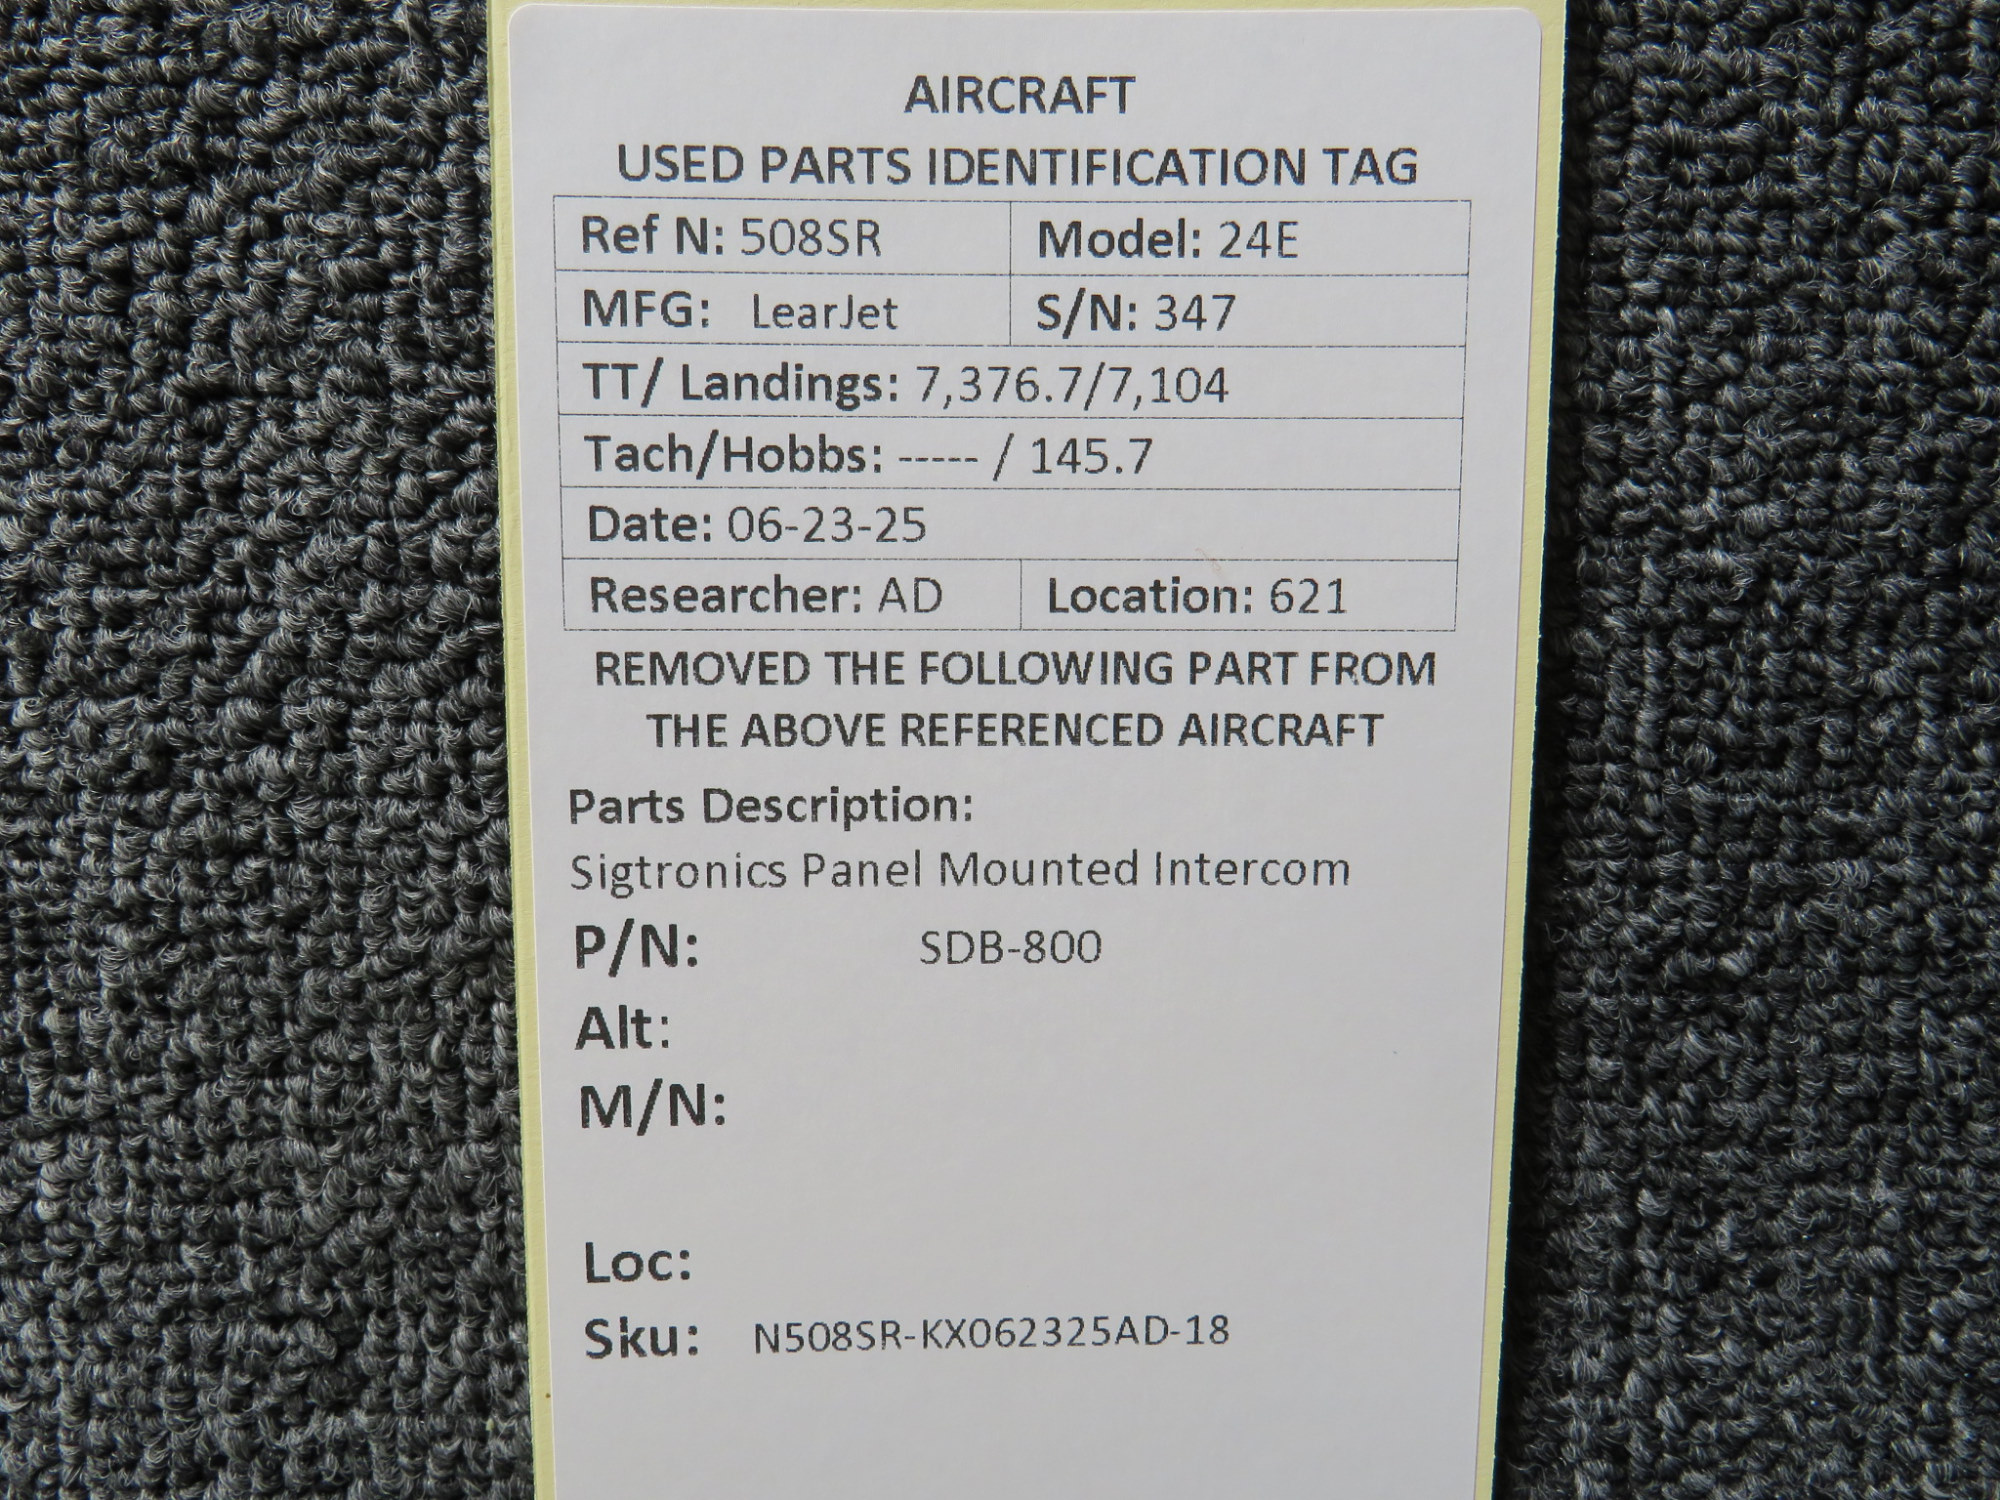 AIRCRAFT
USED PARTS IDENTIFICATION TAG
Ref N: 508SR Model: 24E
MFG: LearJet S/N: 347
TT/ Landings: 7,376.7/7,104
Tach/Hobbs: ----- / 145.7
Date: 06-23-25
Researcher: AD Location: 621
REMOVED THE FOLLOWING PART FROM
THE ABOVE REFERENCED AIRCRAFT
Parts Description:
Sigtronics Panel Mounted Intercom
P/N: SDB-800
Alt:
M/N:
Loc:
Sku: N508SR-KX062325AD-18